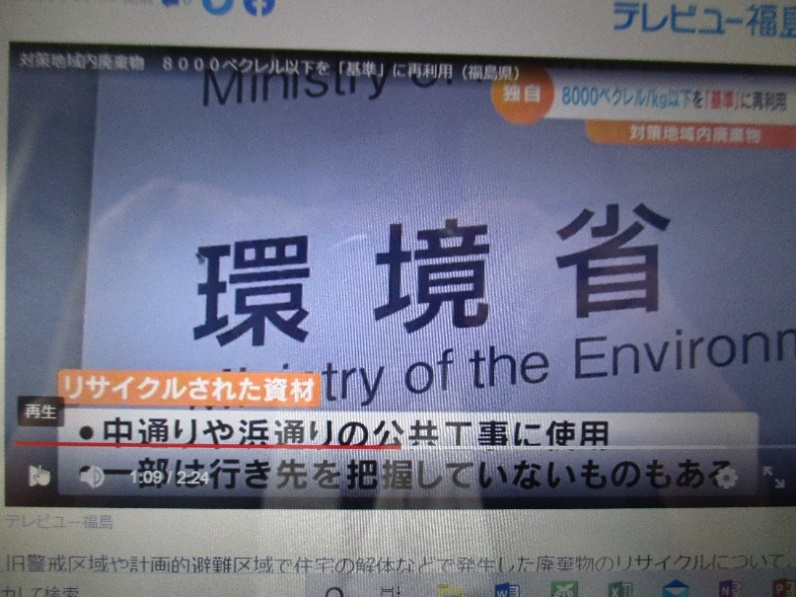 テレビュー福島
対策地域内廃棄物 8000ベクレル以下を「基準」に再利用（福島県）
Ministry
独自
8000ベクレル/kg以下を「基準」に再利用
対策地域内廃棄物
環境省
Ministry of the Environm
リサイクルされた資材
再生
●中通りや浜通りの公共工事に使用
●一部は行き先を把握していないものもある
1:09 / 2:24
テレビュー福島
旧警戒区域や計画的避難区域で住宅の解体などで発生した廃棄物のリサイクルについて、
力して検索